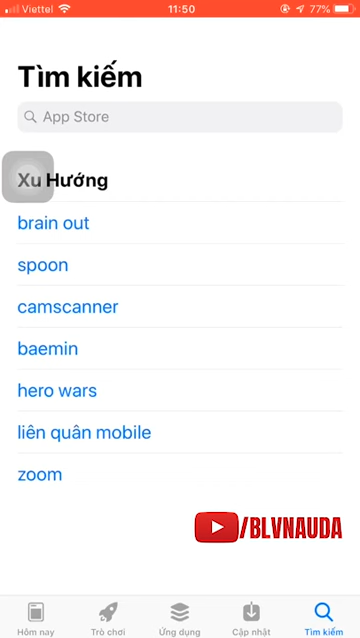 Viettel 11:50 77%
Tìm kiếm
App Store
Xu Hướng
brain out
spoon
camscanner
baemin
hero wars
liên quân mobile
zoom
/BLVNAUDA
Hôm nay Trò chơi Ứng dụng Cập nhật Tìm kiếm